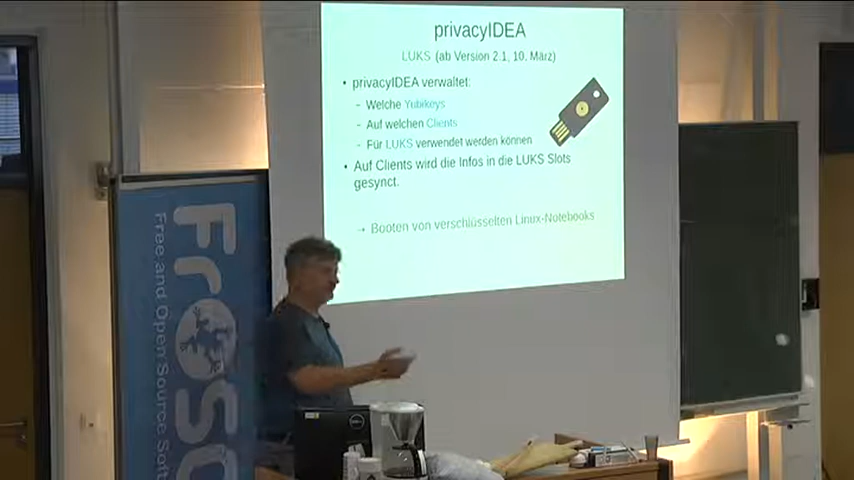 privacyIDEA
LUKS (ab Version 2.1, 10. März)
• privacyIDEA verwaltet:
– Welche Yubikeys
– Auf welchen Clients
– Für LUKS verwendet werden können
• Auf Clients wird die Infos in die LUKS Slots
gesynct.
→ Booten von verschlüsselten Linux-Notebooks
FrOSC
Free and Open Source Soft
DELL